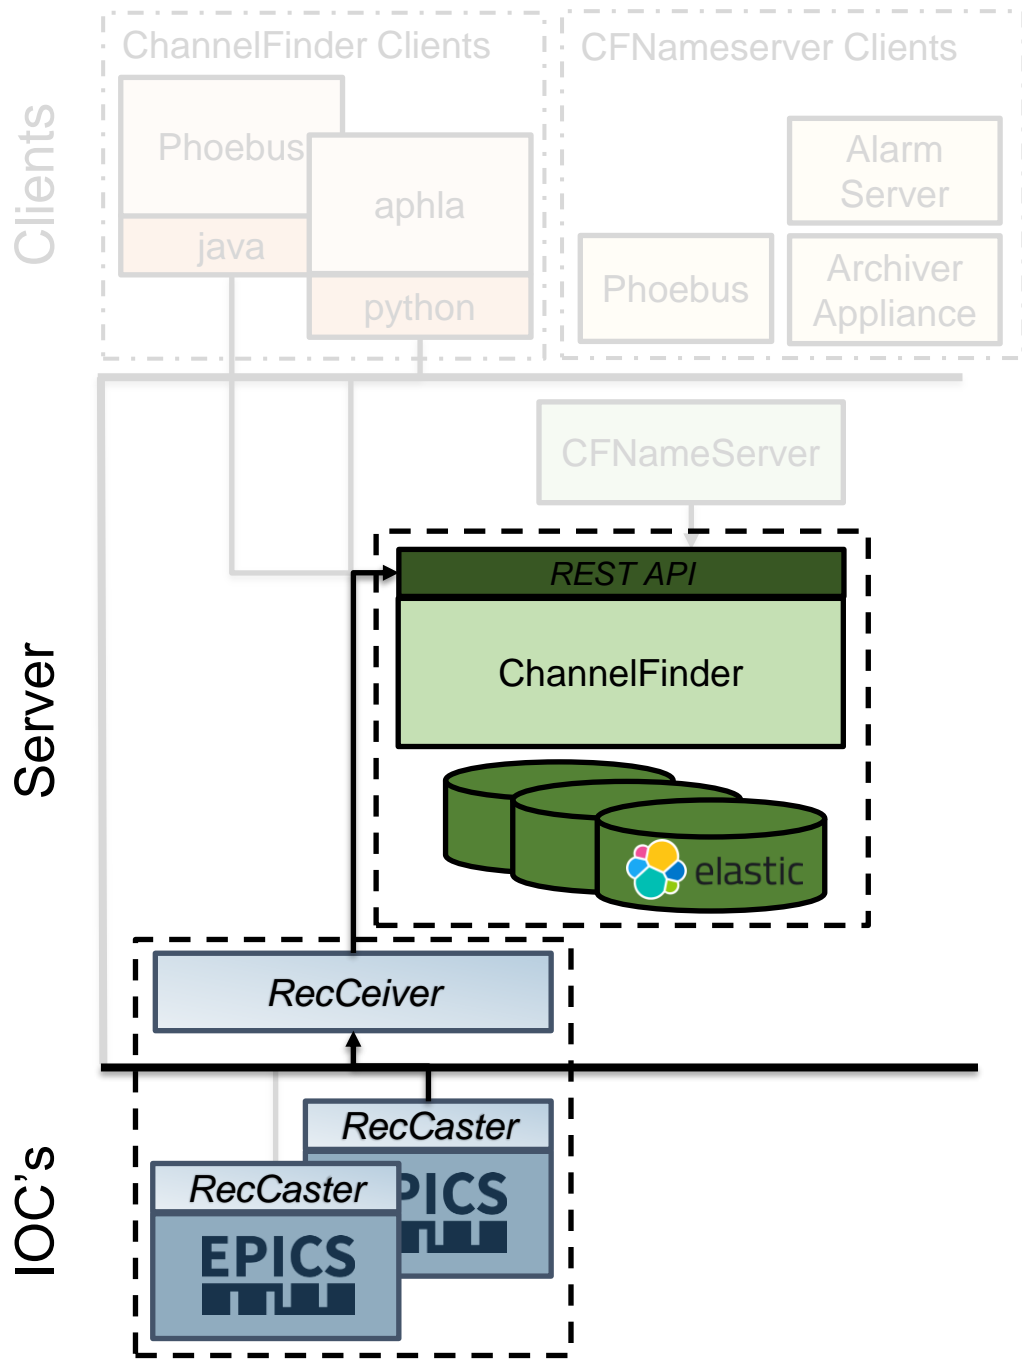 Clients
ChannelFinder Clients
Phoebus
java
aphla
python
CFNameserver Clients
Alarm
Server
Phoebus
Archiver
Appliance
Server
CFNameServer
REST API
ChannelFinder
elastic
RecCeiver
IOC's
RecCaster
PICS
RecCaster
EPICS